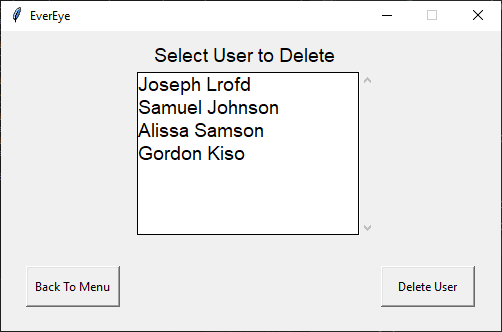 EverEye
Select User to Delete
Joseph Lrofd
Samuel Johnson
Alissa Samson
Gordon Kiso
Back To Menu
Delete User